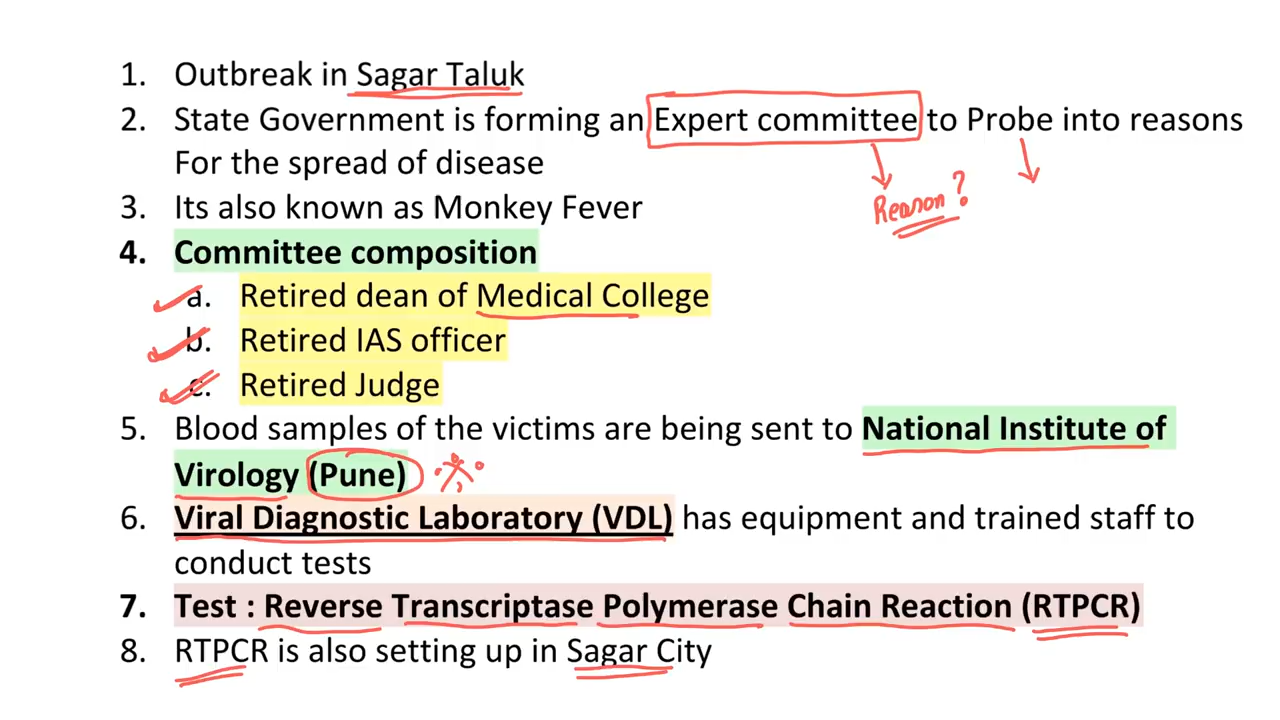 1. Outbreak in Sagar Taluk
2. State Government is forming an Expert committee to Probe into reasons
For the spread of disease
Reason?
3. Its also known as Monkey Fever
4. Committee composition
a. Retired dean of Medical College
b. Retired IAS officer
c. Retired Judge
5. Blood samples of the victims are being sent to National Institute of
Virology (Pune)
6. Viral Diagnostic Laboratory (VDL) has equipment and trained staff to
conduct tests
7. Test : Reverse Transcriptase Polymerase Chain Reaction (RTPCR)
8. RTPCR is also setting up in Sagar City